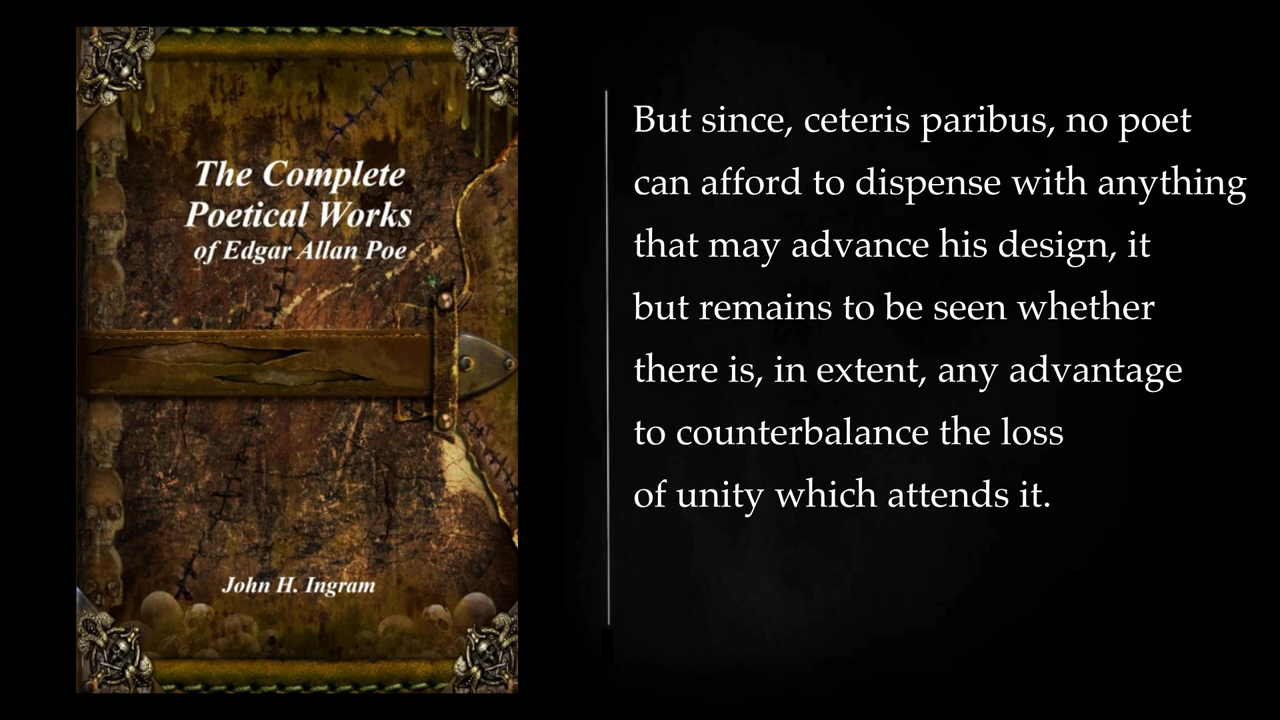 The Complete
Poetical Works
of Edgar Allan Poe
John H. Ingram
But since, ceteris paribus, no poet
can afford to dispense with anything
that may advance his design, it
but remains to be seen whether
there is, in extent, any advantage
to counterbalance the loss
of unity which attends it.